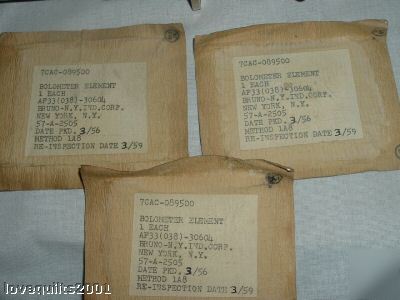 7CAC-089500
BOLOMETER ELEMENT
1 EACH
AF33(038)-30604
BRUNO-N.Y.IND.CORP.
NEW YORK, N.Y.
57-A-2505
DATE PKD. 3/56
METHOD 1A8
RE-INSPECTION DATE 3/59
7CAC-089500
BOLOMETER ELEMENT
1 EACH
AF33(038)-30604
BRUNO-N.Y.IND.CORP.
NEW YORK, N.Y.
57-A-2505
DATE PKD. 3/56
METHOD 1A8
RE-INSPECTION DATE 3/59
7CAC-089500
BOLOMETER ELEMENT
1 EACH
AF33(038)-30604
BRUNO-N.Y.IND.CORP.
NEW YORK, N.Y.
57-A-2505
DATE PKD. 3/56
METHOD 1A8
RE-INSPECTION DATE 3/59
lovequilts2001